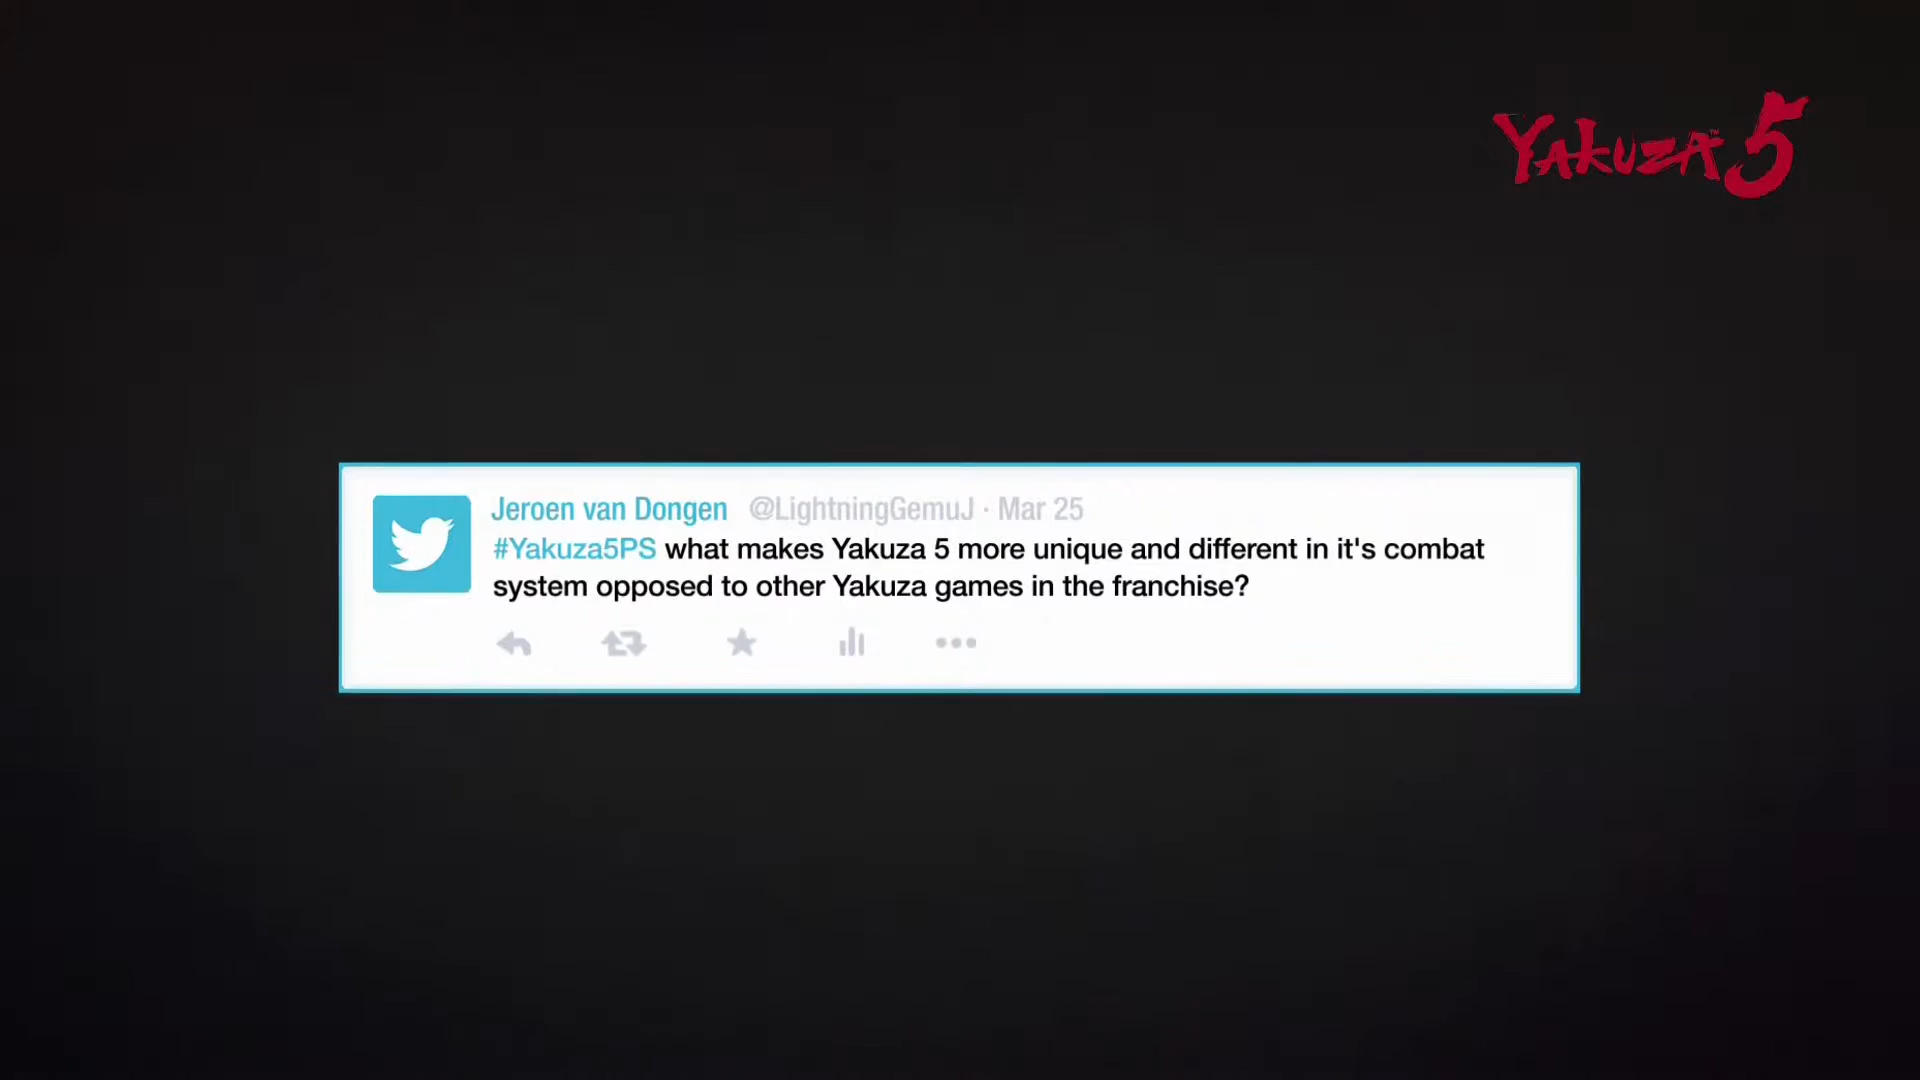 Yakuza 5
Jeroen van Dongen @LightningGemuJ · Mar 25
#Yakuza5PS what makes Yakuza 5 more unique and different in it's combat
system opposed to other Yakuza games in the franchise?